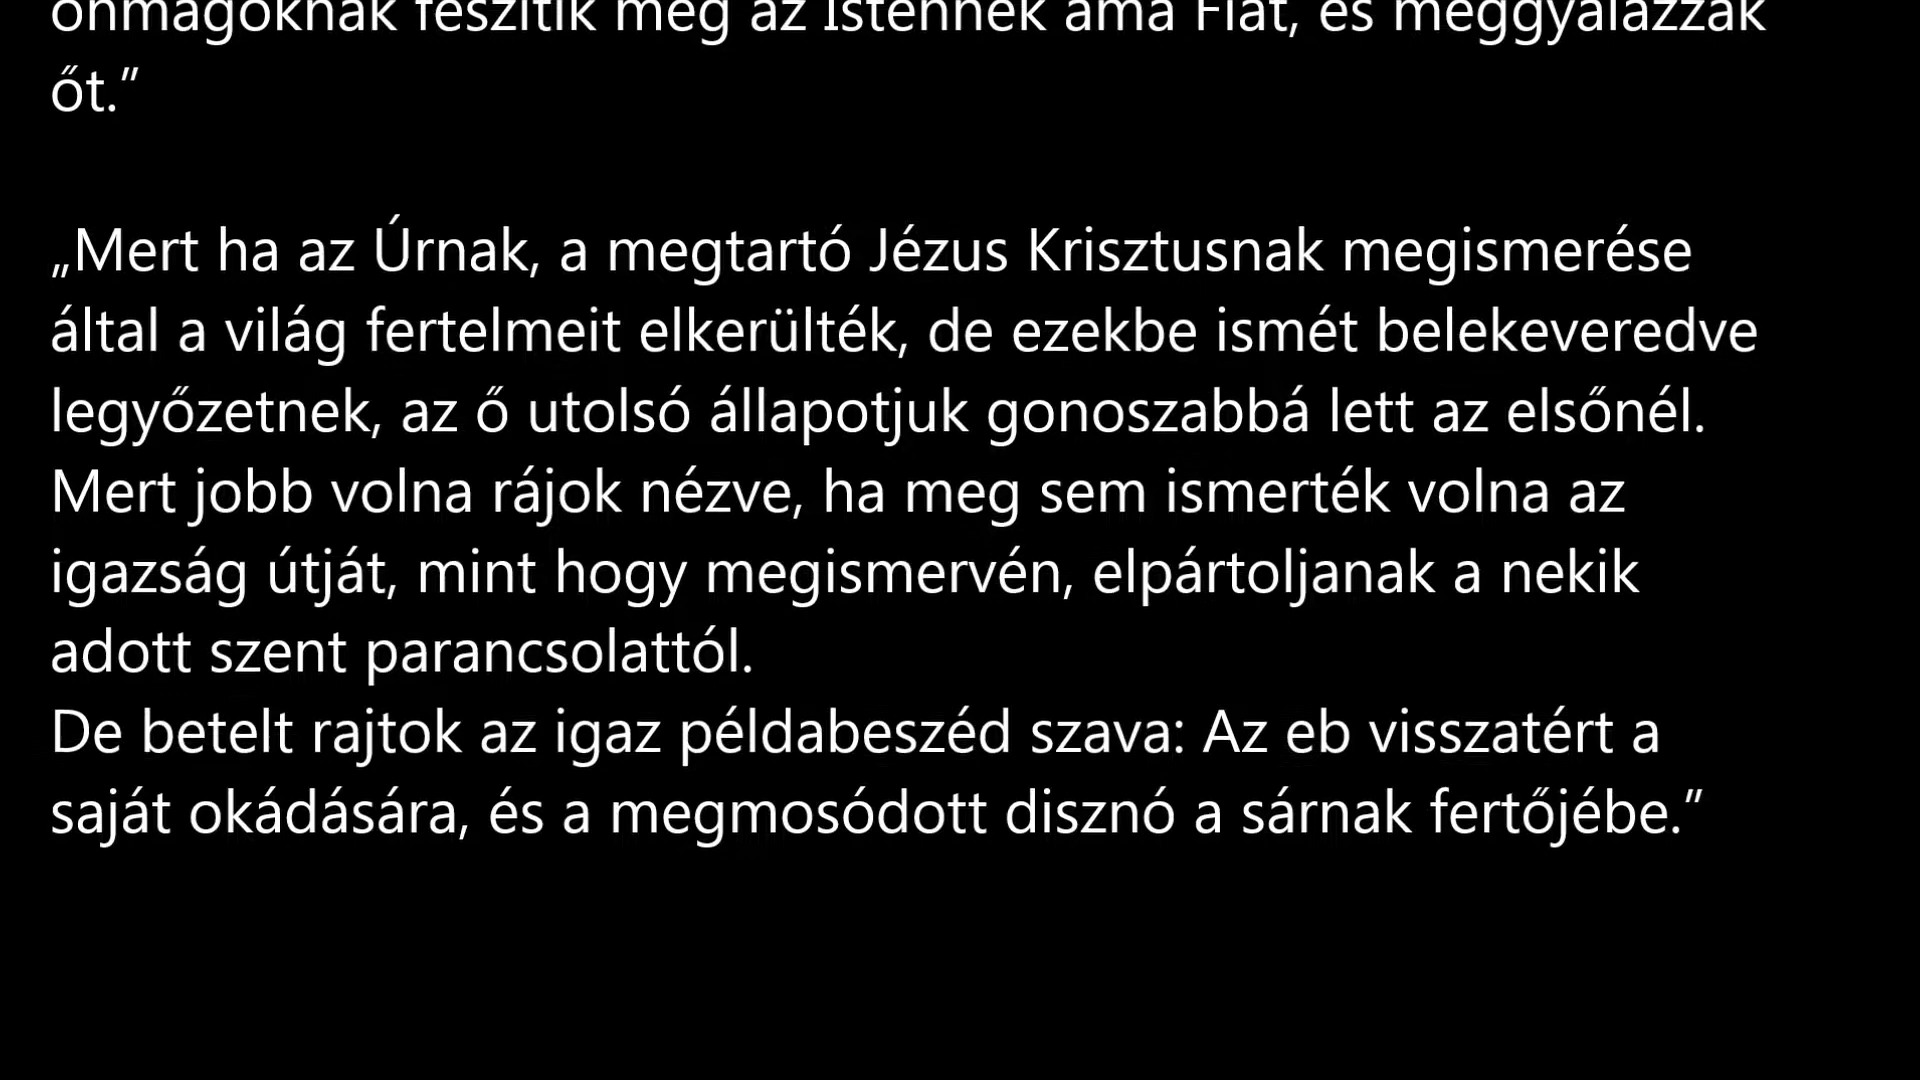 önmagoknak feszítik meg az Istennek ama Fiát, és meggyalázzák
őt.”
„Mert ha az Úrnak, a megtartó Jézus Krisztusnak megismerése
által a világ fertelmeit elkerülték, de ezekbe ismét belekeveredve
legyőzetnek, az ő utolsó állapotjuk gonoszabbá lett az elsőnél.
Mert jobb volna rájok nézve, ha meg sem ismerték volna az
igazság útját, mint hogy megismervén, elpártoljanak a nekik
adott szent parancsolattól.
De betelt rajtok az igaz példabeszéd szava: Az eb visszatért a
saját okádására, és a megmosódott disznó a sárnak fertőjébe.”